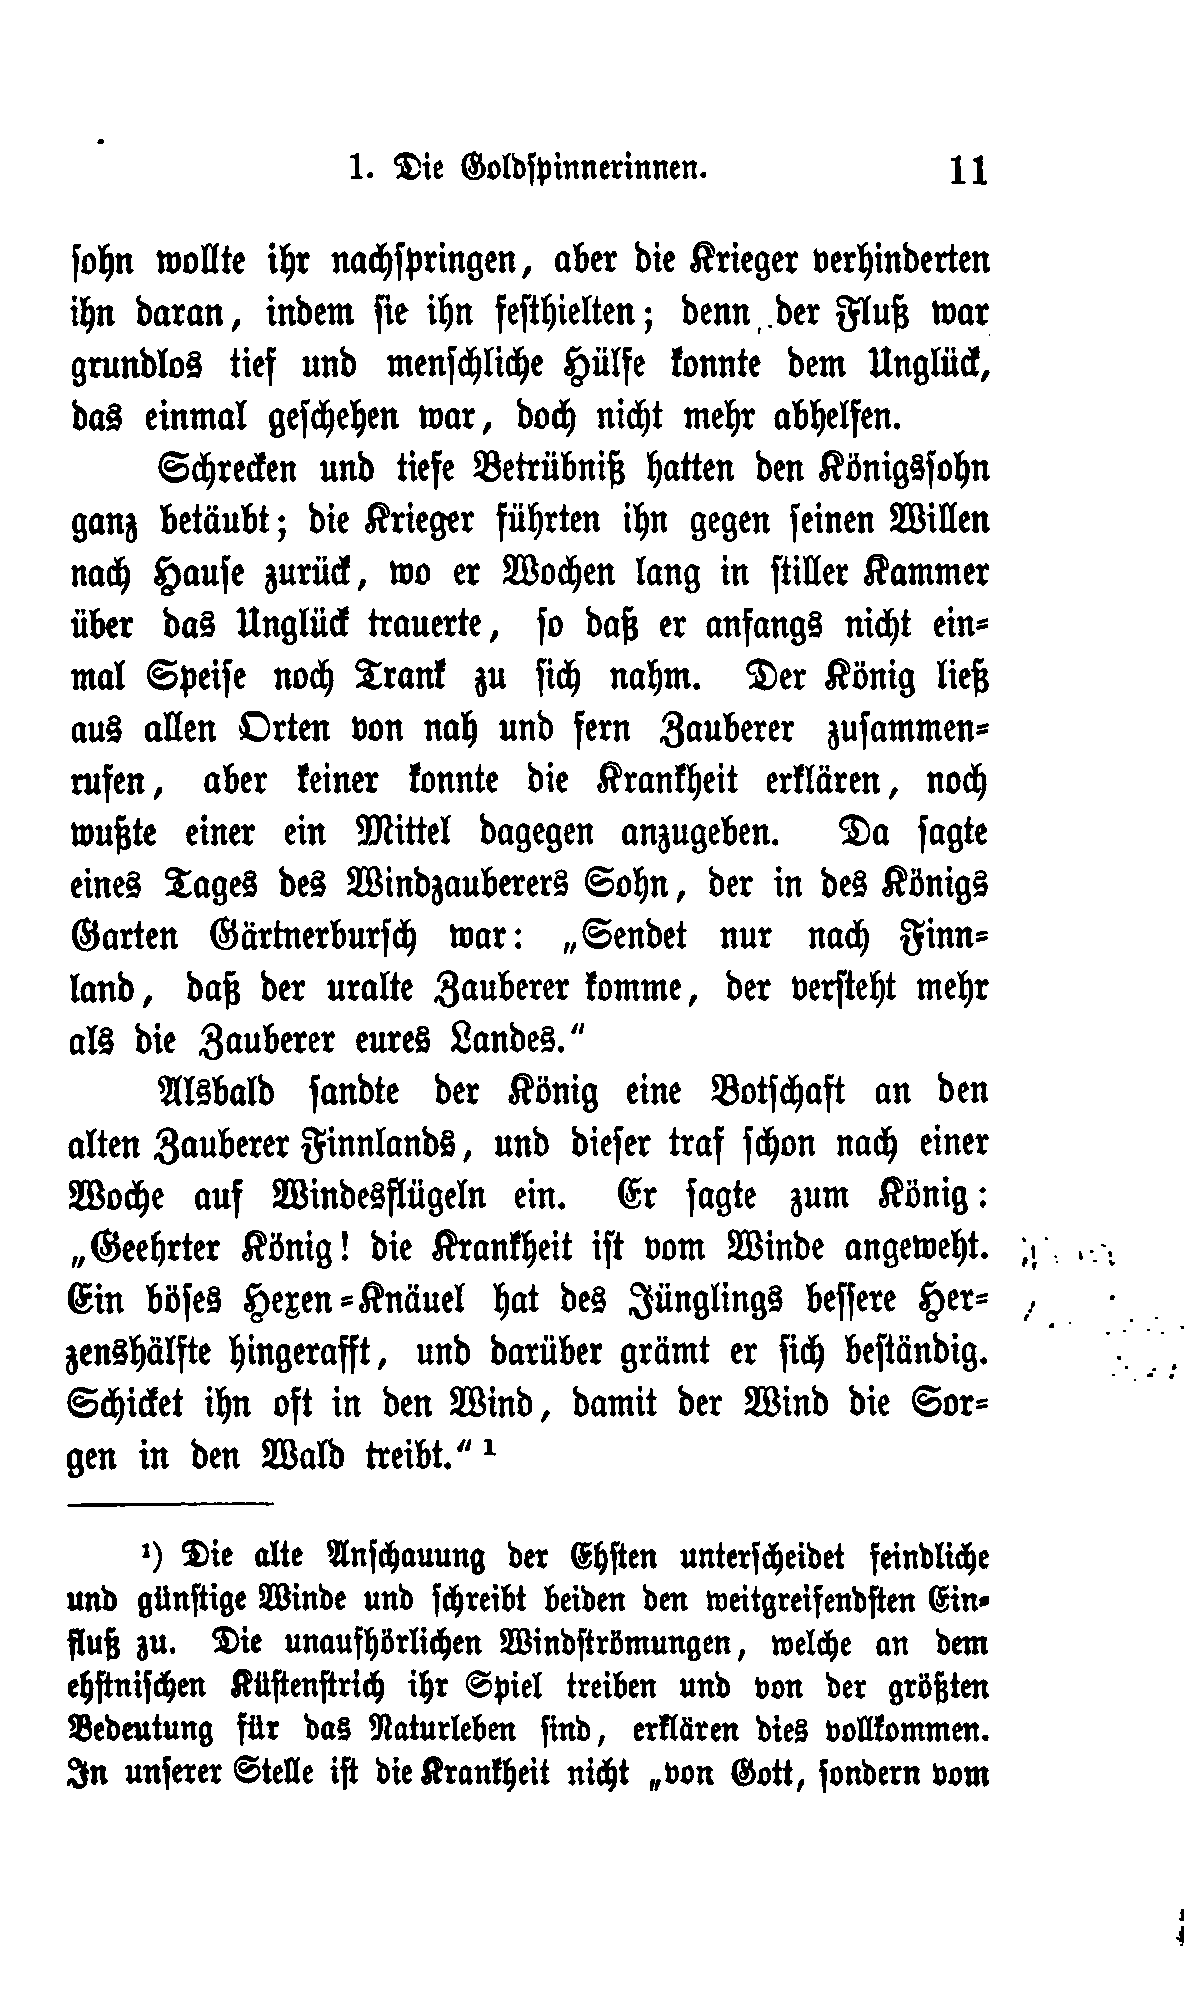 1. Die Goldspinnerinnen. 11
sohn wollte ihr nachspringen, aber die Krieger verhinderten
ihn daran, indem sie ihn festhielten; denn der Fluß war
grundlos tief und menschliche Hülfe konnte dem Unglück,
das einmal geschehen war, doch nicht mehr abhelfen.
Schrecken und tiefe Betrübniß hatten den Königssohn
ganz betäubt; die Krieger führten ihn gegen seinen Willen
nach Hause zurück, wo er Wochen lang in stiller Kammer
über das Unglück trauerte, so daß er anfangs nicht ein-
mal Speise noch Trank zu sich nahm. Der König ließ
aus allen Orten von nah und fern Zauberer zusammen-
rufen, aber keiner konnte die Krankheit erklären, noch
wußte einer ein Mittel dagegen anzugeben. Da sagte
eines Tages des Windzauberers Sohn, der in des Königs
Garten Gärtnerbursch war: „Sendet nur nach Finn-
land, daß der uralte Zauberer komme, der versteht mehr
als die Zauberer eures Landes.“
Alsbald sandte der König eine Botschaft an den
alten Zauberer Finnlands, und dieser traf schon nach einer
Woche auf Windesflügeln ein. Er sagte zum König:
„Geehrter König! die Krankheit ist vom Winde angeweht.
Ein böses Hexen-Knäuel hat des Jünglings bessere Her-
zenshälfte hingerafft, und darüber grämt er sich beständig.
Schicket ihn oft in den Wind, damit der Wind die Sor-
gen in den Wald treibt.“ 1
1) Die alte Anschauung der Ehsten unterscheidet feindliche
und günstige Winde und schreibt beiden den weitgreifendsten Ein-
fluß zu. Die unaufhörlichen Windströmungen, welche an dem
ehstnischen Küstenstrich ihr Spiel treiben und von der größten
Bedeutung für das Naturleben sind, erklären dies vollkommen.
In unserer Stelle ist die Krankheit nicht „von Gott, sondern vom